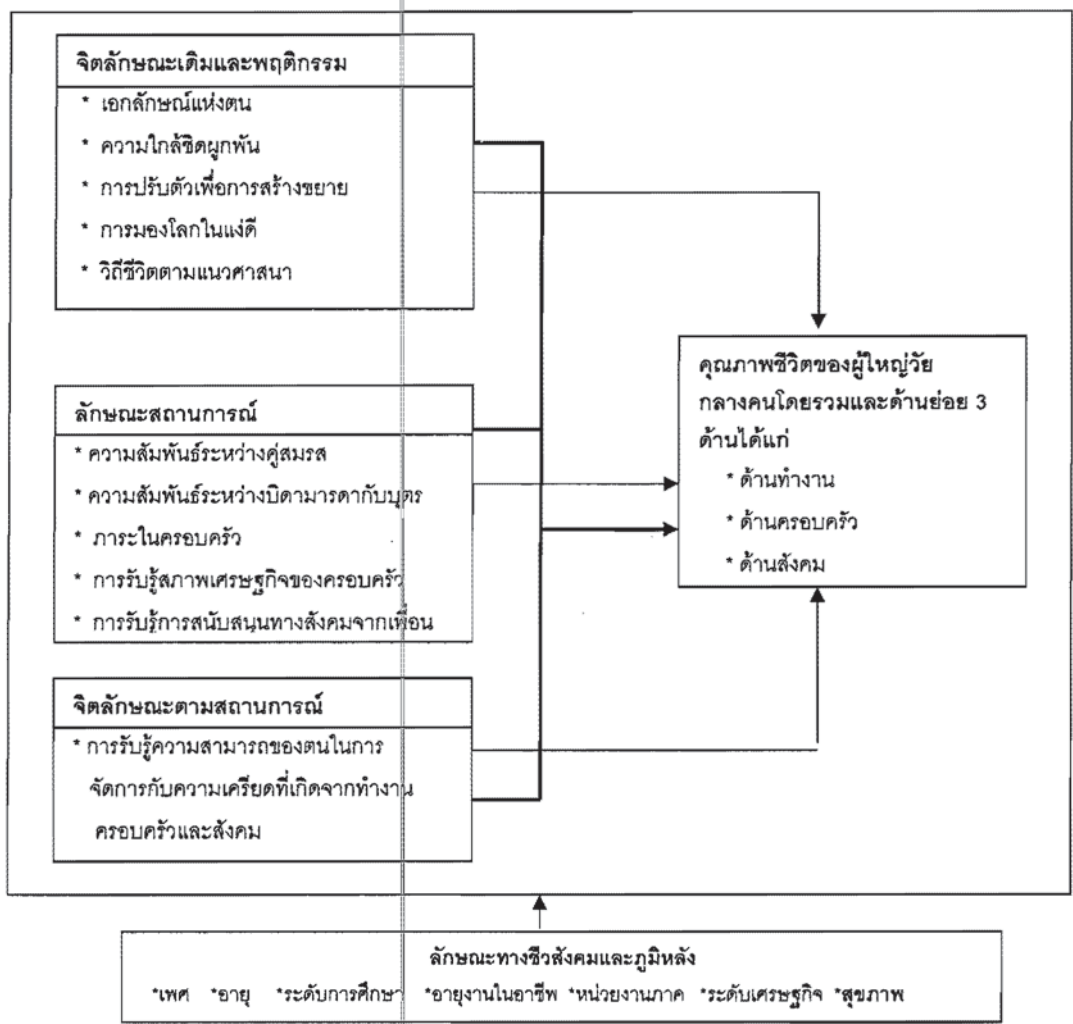 จิตลักษณะเดิมและพฤติกรรม
* เอกลักษณ์แห่งตน
* ความใกล้ชิดผูกพัน
* การปรับตัวเพื่อการสร้างขยาย
* การมองโลกในแง่ดี
* วิถีชีวิตตามแนวศาสนา
ลักษณะสถานการณ์
* ความสัมพันธ์ระหว่างคู่สมรส
* ความสัมพันธ์ระหว่างบิดามารดากับบุตร
* ภาระในครอบครัว
* การรับรู้สภาพเศรษฐกิจของครอบครัว
* การรับรู้การสนับสนุนทางสังคมจากเพื่อน
จิตลักษณะตามสถานการณ์
* การรับรู้ความสามารถของตนในการ
จัดการกับความเครียดที่เกิดจากทำงาน
ครอบครัวและสังคม
คุณภาพชีวิตของผู้ใหญ่วัย
กลางคนโดยรวมและด้านย่อย 3
ด้านได้แก่
* ด้านทำงาน
* ด้านครอบครัว
* ด้านสังคม
ลักษณะทางชีวสังคมและภูมิหลัง
*เพศ *อายุ *ระดับการศึกษา *อายุงานในอาชีพ *หน่วยงานภาค *ระดับเศรษฐกิจ *สุขภาพ